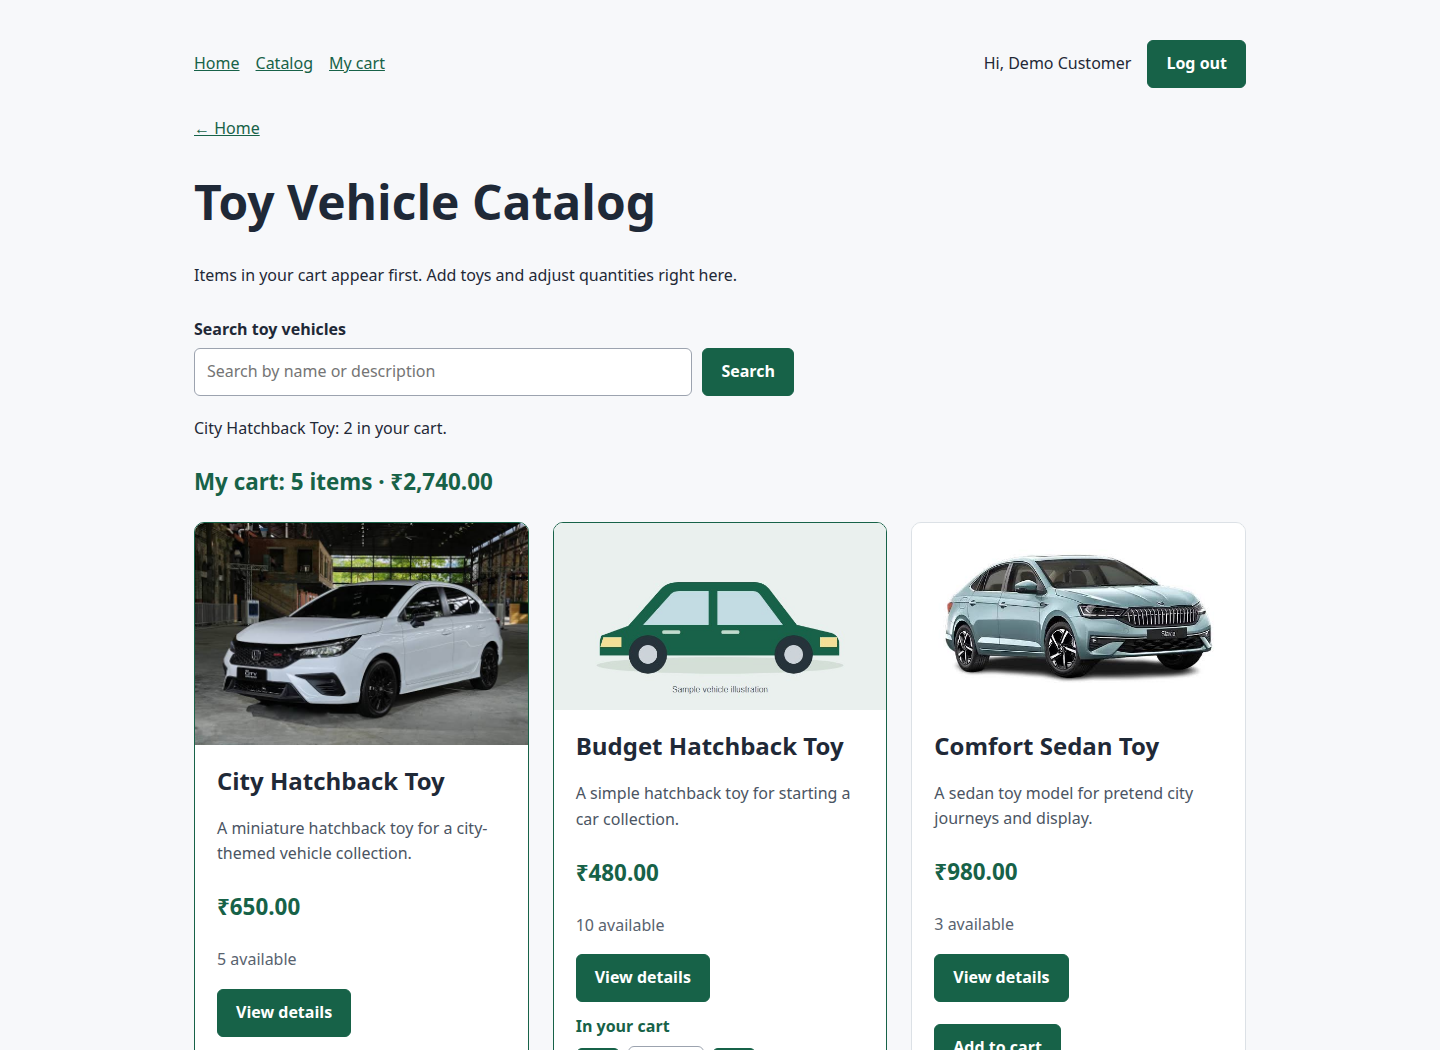 Home Catalog My cart
Hi, Demo Customer Log out
← Home
Toy Vehicle Catalog
Items in your cart appear first. Add toys and adjust quantities right here.
Search toy vehicles
Search by name or description Search
City Hatchback Toy: 2 in your cart.
My cart: 5 items · ₹2,740.00
City Hatchback Toy
A miniature hatchback toy for a city-
themed vehicle collection.
₹650.00
5 available
View details
Sample vehicle illustration
Budget Hatchback Toy
A simple hatchback toy for starting a
car collection.
₹480.00
10 available
View details
In your cart
Comfort Sedan Toy
A sedan toy model for pretend city
journeys and display.
₹980.00
3 available
View details
Add to cart